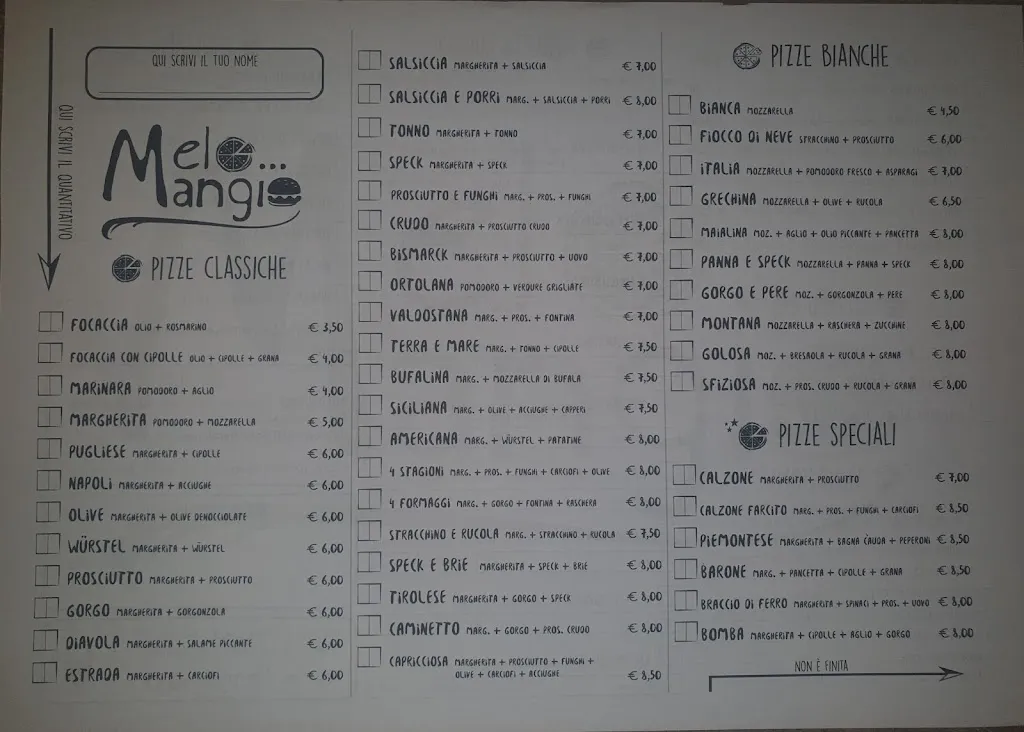 QUI SCRIVI IL TUO NOME
QUI SCRIVI IL QUANTITATIVO
Melo...
Mangio
PIZZE CLASSICHE
FOCACCIA OLIO + ROSMARINO € 3,50
FOCACCIA CON CIPOLLE OLIO + CIPOLLE + GRANA € 4,00
MARINARA POMODORO + AGLIO € 4,00
MARGHERITA POMODORO + MOZZARELLA € 5,00
PUGLIESE MARGHERITA + CIPOLLE € 6,00
NAPOLI MARGHERITA + ACCIUGHE € 6,00
OLIVE MARGHERITA + OLIVE DENOCCIOLATE € 6,00
WÜRSTEL MARGHERITA + WÜRSTEL € 6,00
PROSCIUTTO MARGHERITA + PROSCIUTTO € 6,00
GORGO MARGHERITA + GORGONZOLA € 6,00
DIAVOLA MARGHERITA + SALAME PICCANTE € 6,00
ESTRADA MARGHERITA + CARCIOFI € 6,00
SALSICCIA MARGHERITA + SALSICCIA € 7,00
SALSICCIA E PORRI MARG. + SALSICCIA + PORRI € 8,00
TONNO MARGHERITA + TONNO € 7,00
SPECK MARGHERITA + SPECK € 7,00
PROSCIUTTO E FUNGHI MARG. + PROS. + FUNGHI € 7,00
CRUDO MARGHERITA + PROSCIUTTO CRUDO € 7,00
BISMARCK MARGHERITA + PROSCIUTTO + UOVO € 7,00
ORTOLANA POMODORO + VERDURE GRIGLIATE € 7,00
VALDOSTANA MARG. + PROS. + FONTINA € 7,00
TERRA E MARE MARG. + TONNO + CIPOLLE € 7,50
BUFALINA MARG. + MOZZARELLA DI BUFALA € 7,50
SICILIANA MARG. + OLIVE + ACCIUGHE + CAPPERI € 7,50
AMERICANA MARG. + WÜRSTEL + PATATINE € 8,00
4 STAGIONI MARG. + PROS. + FUNGHI + CARCIOFI + OLIVE € 8,00
4 FORMAGGI MARG. + GORGO + FONTINA + RASCHERA € 8,00
STRACCHINO E RUCOLA MARG. + STRACCHINO + RUCOLA € 7,50
SPECK E BRIE MARGHERITA + SPECK + BRIE € 8,00
TIROLESE MARGHERITA + GORGO + SPECK € 8,00
CAMINETTO MARG. + GORGO + PROS. CRUDO € 8,00
CAPRICCIOSA MARGHERITA + PROSCIUTTO + FUNGHI +
OLIVE + CARCIOFI + ACCIUGHE € 8,50
PIZZE BIANCHE
BIANCA MOZZARELLA € 4,50
FIOCCO DI NEVE STRACCHINO + PROSCIUTTO € 6,00
ITALIA MOZZARELLA + POMODORO FRESCO + ASPARAGI € 7,00
GRECHINA MOZZARELLA + OLIVE + RUCOLA € 6,50
MAIALINA MOZ. + AGLIO + OLIO PICCANTE + PANCETTA € 8,00
PANNA E SPECK MOZZARELLA + PANNA + SPECK € 8,00
GORGO E PERE MOZ. + GORGONZOLA + PERE € 8,00
MONTANA MOZZARELLA + RASCHERA + ZUCCHINE € 8,00
GOLOSA MOZ. + BRESAOLA + RUCOLA + GRANA € 8,00
SFIZIOSA MOZ. + PROS. CRUDO + RUCOLA + GRANA € 8,00
PIZZE SPECIALI
CALZONE MARGHERITA + PROSCIUTTO € 7,00
CALZONE FARCITO MARG. + PROS. + FUNGHI + CARCIOFI € 8,50
PIEMONTESE MARGHERITA + BAGNA CAUDA + PEPERONI € 8,50
BARONE MARG. + PANCETTA + CIPOLLE + GRANA € 8,50
BRACCIO DI FERRO MARGHERITA + SPINACI + PROS. + UOVO € 8,00
BOMBA MARGHERITA + CIPOLLE + AGLIO + GORGO € 8,00
NON È FINITA